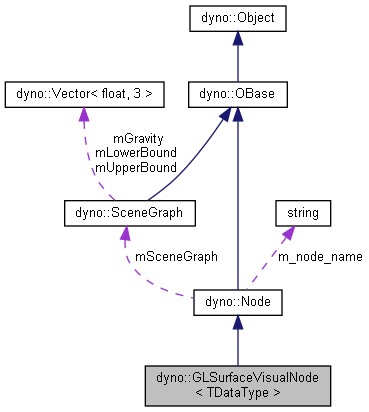 dyno::Object
dyno::Vector< float, 3 >
dyno::OBase
mGravity
mLowerBound
mUpperBound
dyno::SceneGraph
string
mSceneGraph
m_node_name
dyno::Node
dyno::GLSurfaceVisualNode
< TDataType >